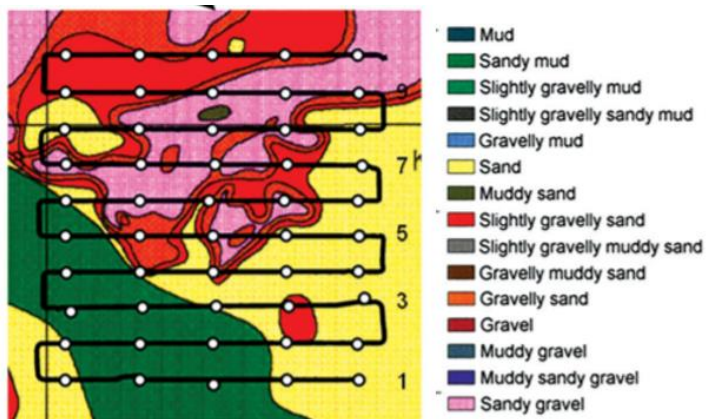 9
7
5
3
1
Mud
Sandy mud
Slightly gravelly mud
Slightly gravelly sandy mud
Gravelly mud
Sand
Muddy sand
Slightly gravelly sand
Slightly gravelly muddy sand
Gravelly muddy sand
Gravelly sand
Gravel
Muddy gravel
Muddy sandy gravel
Sandy gravel